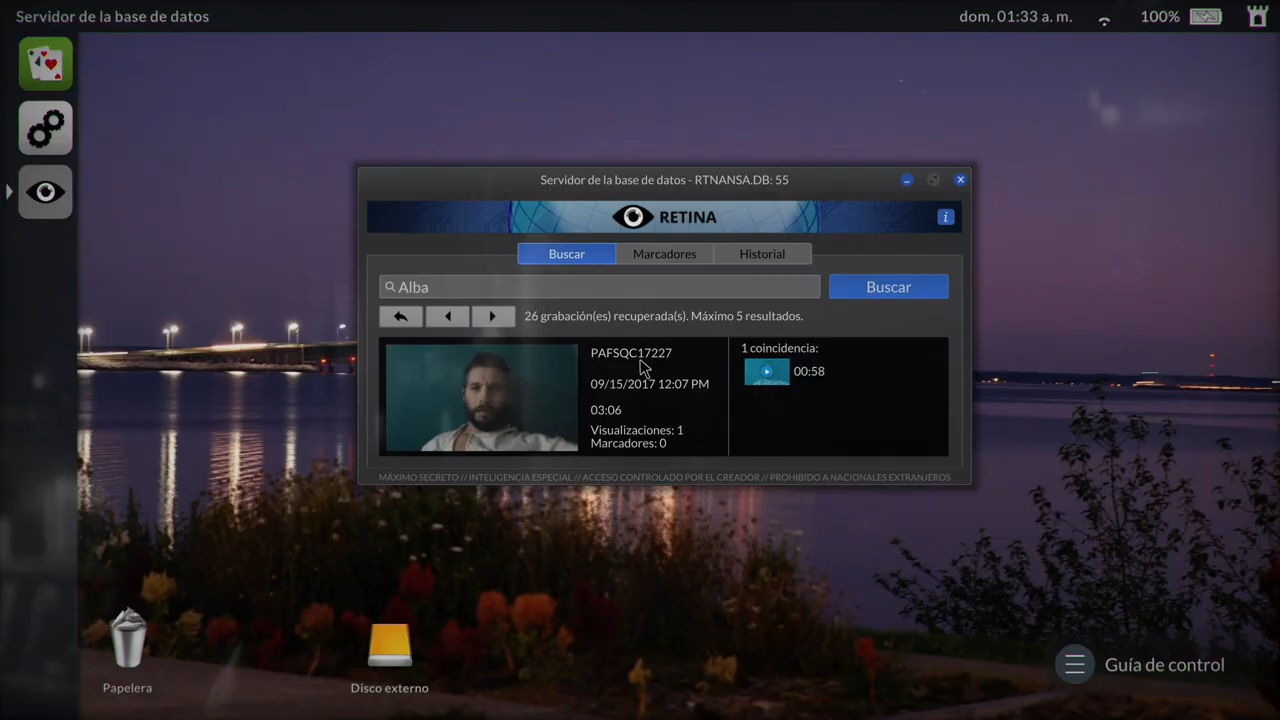 Servidor de la base de datos
dom. 01:33 a. m.
100%
Servidor de la base de datos - RTNANSA.DB: 55
RETINA
i
Buscar
Marcadores
Historial
Alba
Buscar
26 grabación(es) recuperada(s). Máximo 5 resultados.
PAFSQC17227
09/15/2017 12:07 PM
03:06
Visualizaciones: 1
Marcadores: 0
1 coincidencia:
00:58
MÁXIMO SECRETO // INTELIGENCIA ESPECIAL // ACCESO CONTROLADO POR EL CREADOR // PROHIBIDO A NACIONALES EXTRANJEROS
Papelera
Disco externo
Guía de control